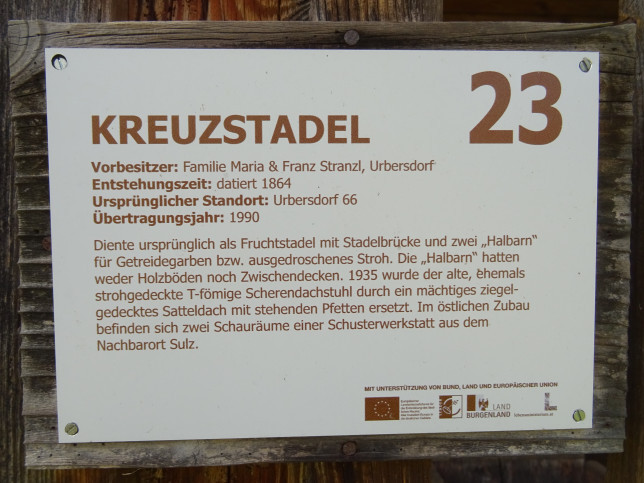 KREUZSTADEL
23
Vorbesitzer: Familie Maria & Franz Stranzl, Urbersdorf
Entstehungszeit: datiert 1864
Ursprünglicher Standort: Urbersdorf 66
Übertragungsjahr: 1990
Diente ursprünglich als Fruchtstadel mit Stadelbrücke und zwei „Halbarn“
für Getreidegarben bzw. ausgedroschenes Stroh. Die „Halbarn“ hatten
weder Holzböden noch Zwischendecken. 1935 wurde der alte, ehemals
strohgedeckte T-fömige Scherendachstuhl durch ein mächtiges ziegel-
gedecktes Satteldach mit stehenden Pfetten ersetzt. Im östlichen Zubau
befinden sich zwei Schauräume einer Schusterwerkstatt aus dem
Nachbarort Sulz.
MIT UNTERSTÜTZUNG VON BUND, LAND UND EUROPÄISCHER UNION
LAND
BURGENLAND